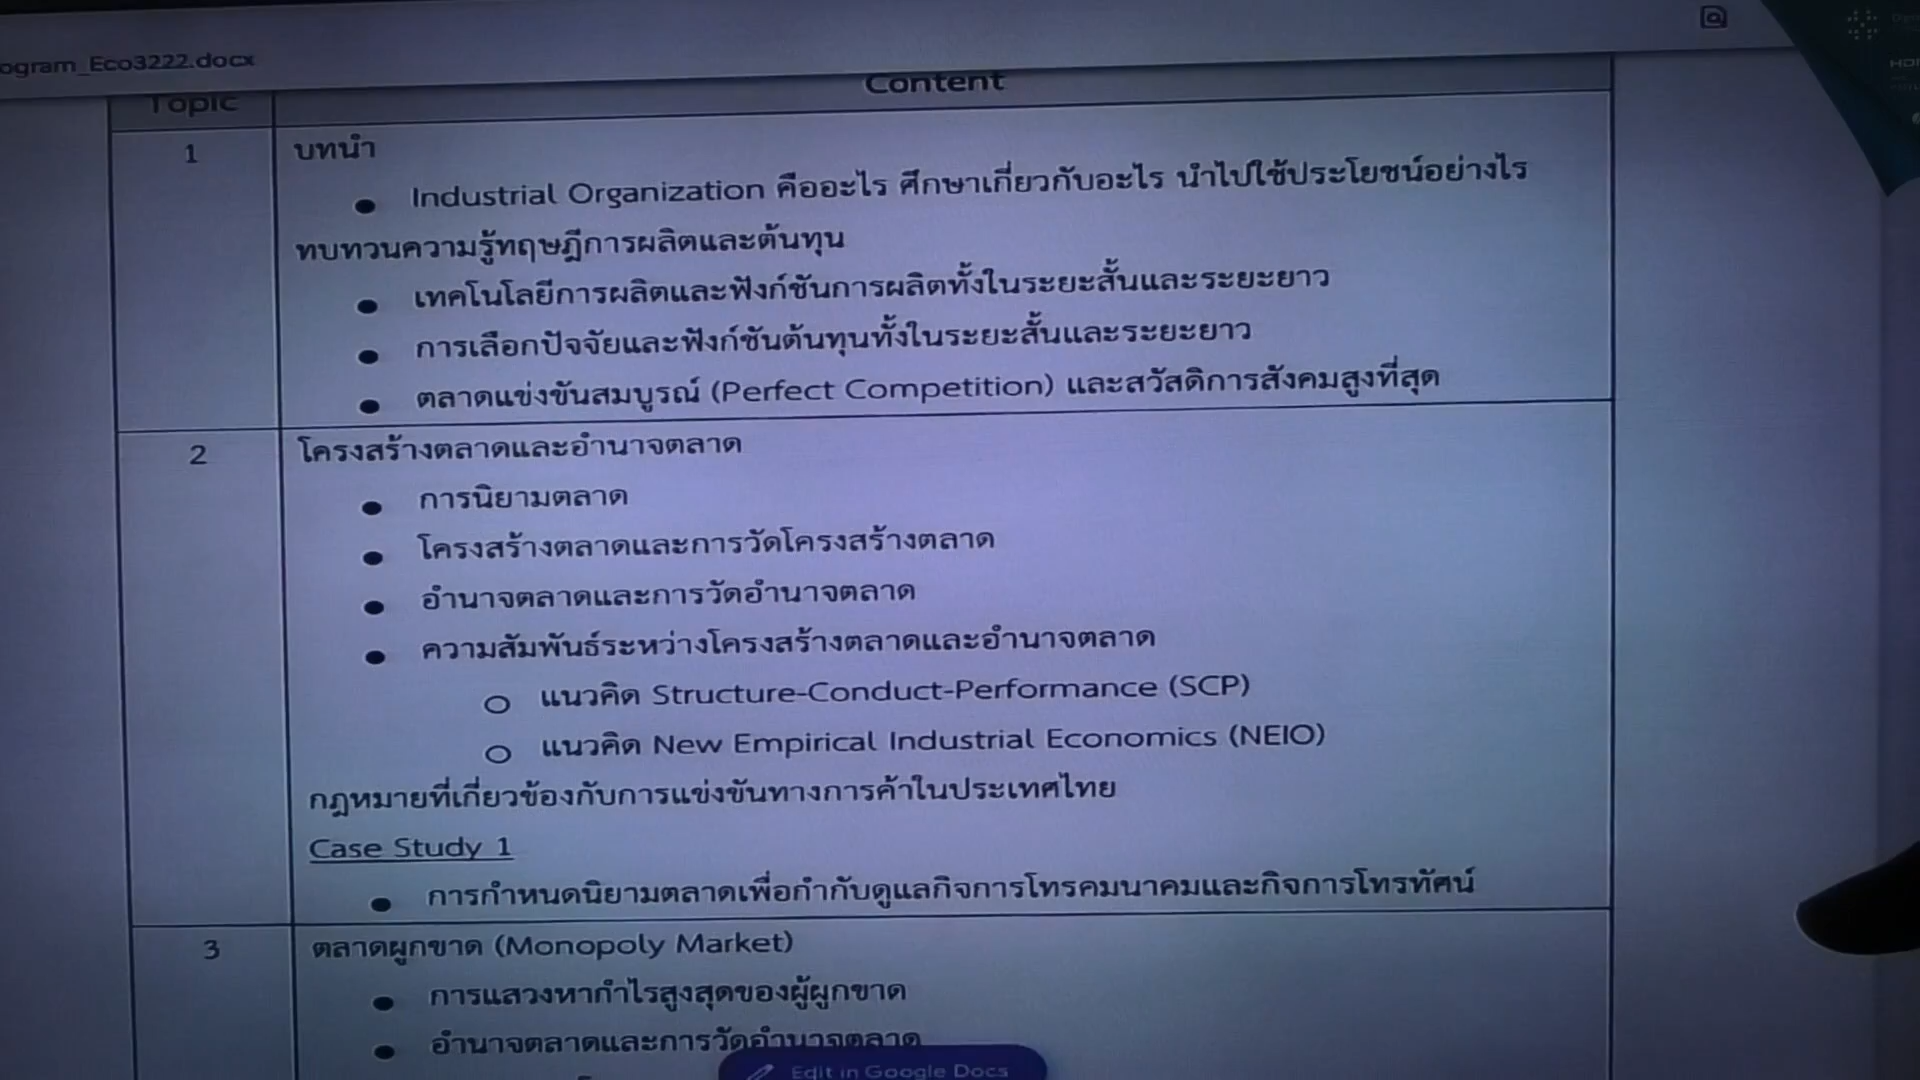 ogram_Eco3222.docx
Topic
Content
1
บทนำ
Industrial Organization คืออะไร ศึกษาเกี่ยวกับอะไร นำไปใช้ประโยชน์อย่างไร
ทบทวนความรู้ทฤษฎีการผลิตและต้นทุน
เทคโนโลยีการผลิตและฟังก์ชันการผลิตทั้งในระยะสั้นและระยะยาว
การเลือกปัจจัยและฟังก์ชันต้นทุนทั้งในระยะสั้นและระยะยาว
ตลาดแข่งขันสมบูรณ์ (Perfect Competition) และสวัสดิการสังคมสูงที่สุด
2
โครงสร้างตลาดและอำนาจตลาด
การนิยามตลาด
โครงสร้างตลาดและการวัดโครงสร้างตลาด
อำนาจตลาดและการวัดอำนาจตลาด
ความสัมพันธ์ระหว่างโครงสร้างตลาดและอำนาจตลาด
แนวคิด Structure-Conduct-Performance (SCP)
แนวคิด New Empirical Industrial Economics (NEIO)
กฎหมายที่เกี่ยวข้องกับการแข่งขันทางการค้าในประเทศไทย
Case Study 1
การกำหนดนิยามตลาดเพื่อกำกับดูแลกิจการโทรคมนาคมและกิจการโทรทัศน์
3
ตลาดผูกขาด (Monopoly Market)
การแสวงหากำไรสูงสุดของผู้ผูกขาด
อำนาจตลาดและการวัดอำนาจตลาด
Edit in Google Docs